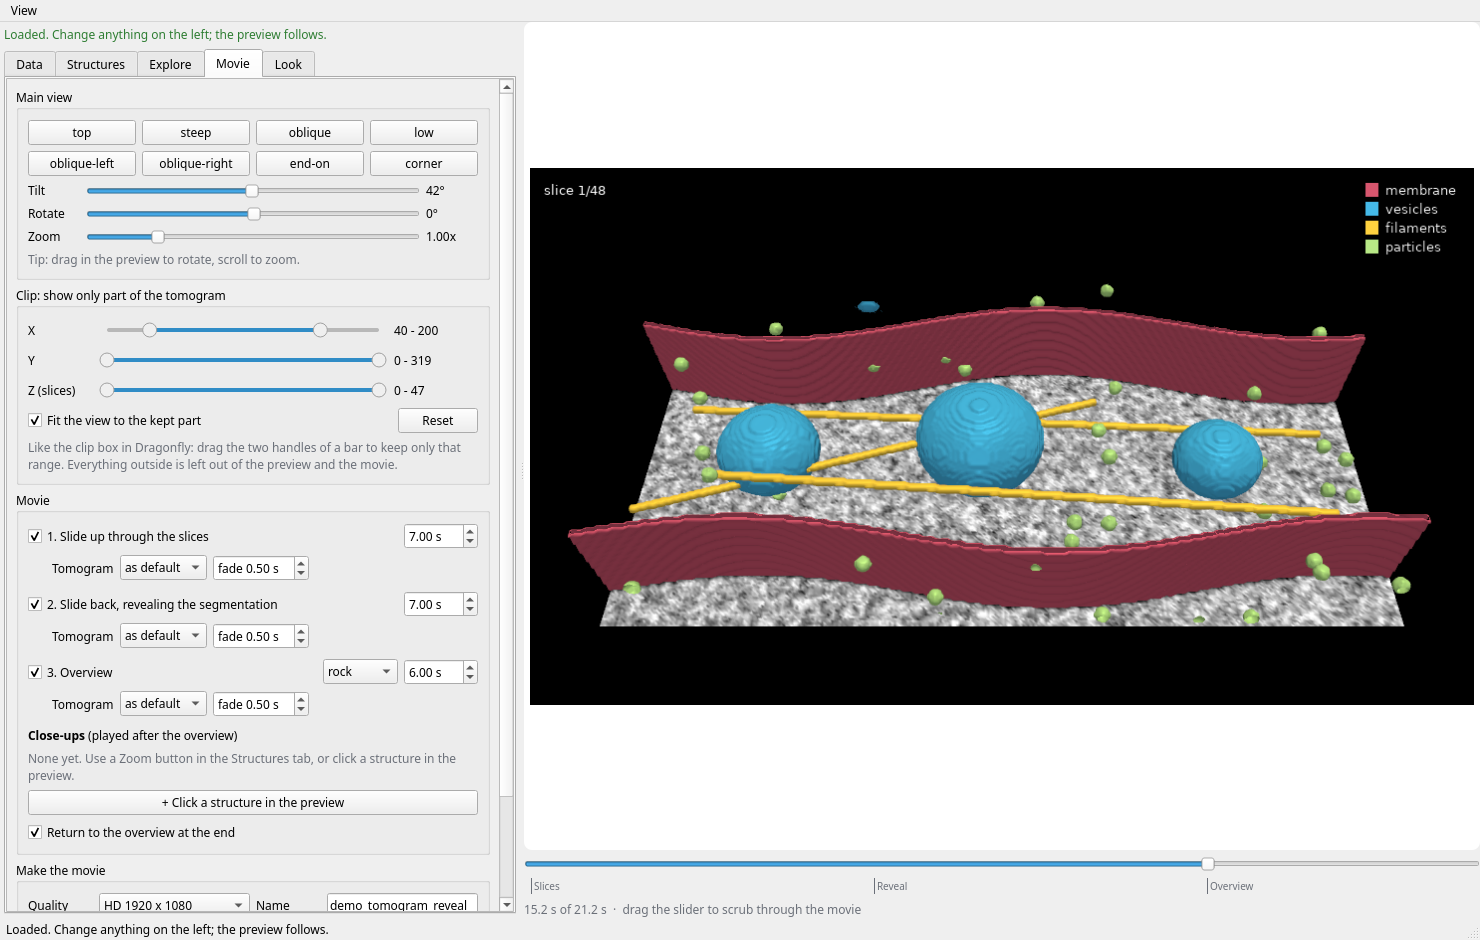 View
Loaded. Change anything on the left; the preview follows.
Data Structures Explore Movie Look
Main view
top steep oblique low
oblique-left oblique-right end-on corner
Tilt 42°
Rotate 0°
Zoom 1.00x
Tip: drag in the preview to rotate, scroll to zoom.
Clip: show only part of the tomogram
X 40 - 200
Y 0 - 319
Z (slices) 0 - 47
Fit the view to the kept part Reset
Like the clip box in Dragonfly: drag the two handles of a bar to keep only that
range. Everything outside is left out of the preview and the movie.
Movie
1. Slide up through the slices 7.00 s
Tomogram as default fade 0.50 s
2. Slide back, revealing the segmentation 7.00 s
Tomogram as default fade 0.50 s
3. Overview rock 6.00 s
Tomogram as default fade 0.50 s
Close-ups (played after the overview)
None yet. Use a Zoom button in the Structures tab, or click a structure in the
preview.
+ Click a structure in the preview
Return to the overview at the end
Make the movie
Quality HD 1920 x 1080 Name demo_tomogram_reveal
slice 1/48
membrane
vesicles
filaments
particles
Slices Reveal Overview
15.2 s of 21.2 s · drag the slider to scrub through the movie
Loaded. Change anything on the left; the preview follows.